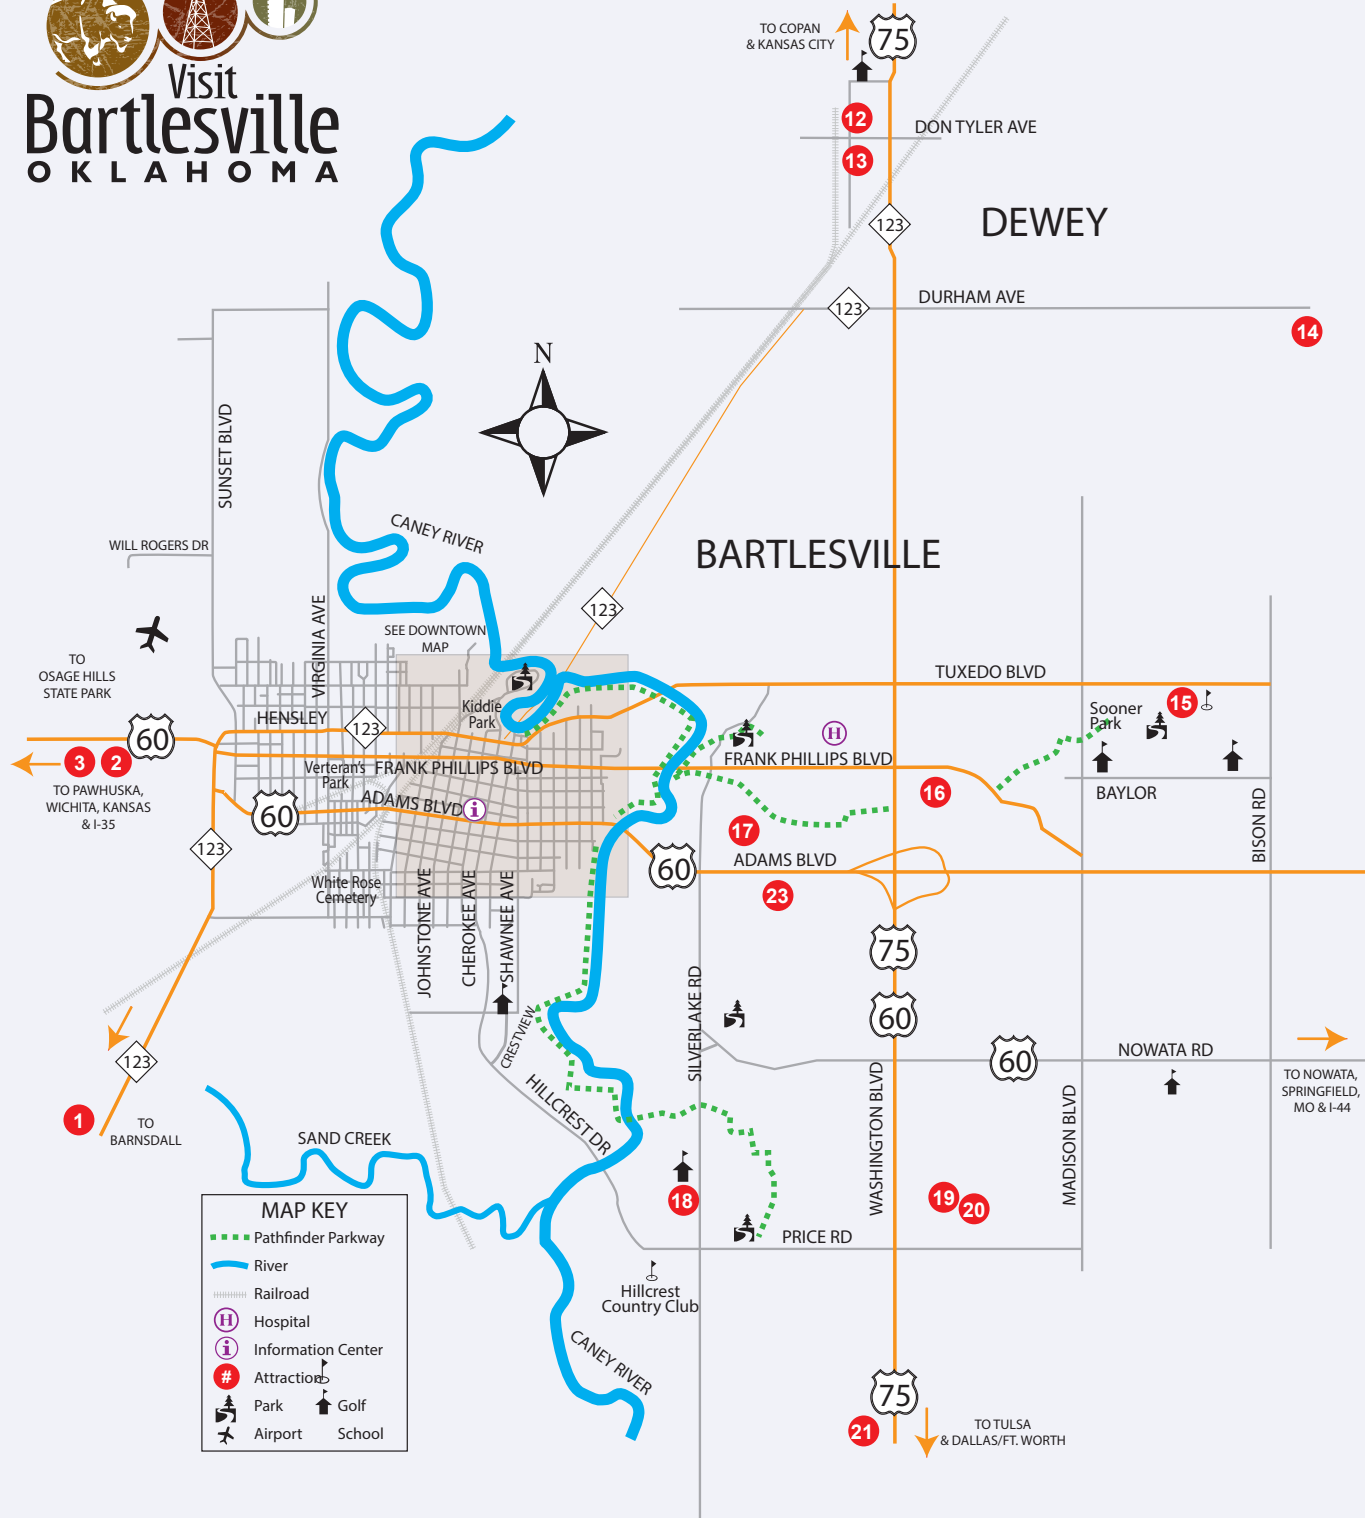 Visit
Bartlesville
OKLAHOMA
TO COPAN
& KANSAS CITY
75
12
DON TYLER AVE
13
123
DEWEY
DURHAM AVE
123
14
N
SUNSET BLVD
CANEY RIVER
WILL ROGERS DR
BARTLESVILLE
123
VIRGINIA AVE
SEE DOWNTOWN
MAP
TO
OSAGE HILLS
STATE PARK
TUXEDO BLVD
Kiddie
Park
HENSLEY
123
60
Sooner
Park
15
H
3
2
TO PAWHUSKA,
WICHITA, KANSAS
& I-35
Verteran's
Park
FRANK PHILLIPS BLVD
FRANK PHILLIPS BLVD
BAYLOR
16
ADAMS BLVD
i
60
17
BISON RD
123
60
ADAMS BLVD
23
White Rose
Cemetery
JOHNSTONE AVE
CHEROKEE AVE
SHAWNEE AVE
75
60
SILVERLAKE RD
CRESTVIEW
123
60
NOWATA RD
TO NOWATA,
SPRINGFIELD,
MO & I-44
1
TO
BARNSDALL
HILLCREST DR
SAND CREEK
WASHINGTON BLVD
MADISON BLVD
18
19
20
PRICE RD
Hillcrest
Country Club
CANEY RIVER
75
21
TO TULSA
& DALLAS/FT. WORTH
MAP KEY
Pathfinder Parkway
River
Railroad
H Hospital
i Information Center
# Attraction
Park Golf
Airport School